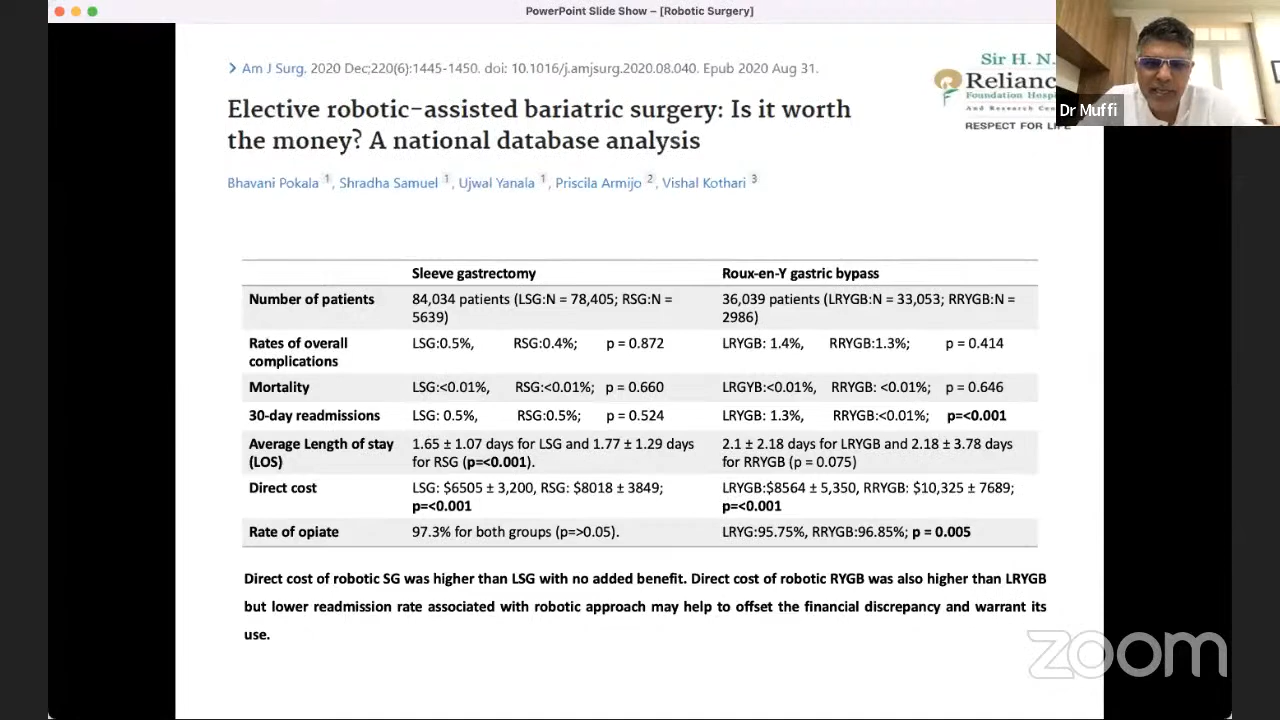 PowerPoint Slide Show – [Robotic Surgery]
> Am J Surg. 2020 Dec;220(6):1445-1450. doi: 10.1016/j.amjsurg.2020.08.040. Epub 2020 Aug 31.
Elective robotic-assisted bariatric surgery: Is it worth
the money? A national database analysis
Bhavani Pokala 1, Shradha Samuel 1, Ujwal Yanala 1, Priscila Armijo 2, Vishal Kothari 3
Sir H. N.
Relianc
Foundation Hosp
And Research Cen
RESPECT FOR LIFE
Dr Muffi
Sleeve gastrectomy Roux-en-Y gastric bypass
Number of patients 84,034 patients (LSG:N = 78,405; RSG:N = 36,039 patients (LRYGB:N = 33,053; RRYGB:N =
5639) 2986)
Rates of overall LSG:0.5%, RSG:0.4%; p = 0.872 LRYGB: 1.4%, RRYGB:1.3%; p = 0.414
complications
Mortality LSG:<0.01%, RSG:<0.01%; p = 0.660 LRGYB:<0.01%, RRYGB: <0.01%; p = 0.646
30-day readmissions LSG: 0.5%, RSG:0.5%; p = 0.524 LRYGB: 1.3%, RRYGB:<0.01%; p=<0.001
Average Length of stay 1.65 ± 1.07 days for LSG and 1.77 ± 1.29 days 2.1 ± 2.18 days for LRYGB and 2.18 ± 3.78 days
(LOS) for RSG (p=<0.001). for RRYGB (p = 0.075)
Direct cost LSG: $6505 ± 3,200, RSG: $8018 ± 3849; LRYGB:$8564 ± 5,350, RRYGB: $10,325 ± 7689;
p=<0.001 p=<0.001
Rate of opiate 97.3% for both groups (p=>0.05). LRYG:95.75%, RRYGB:96.85%; p = 0.005
Direct cost of robotic SG was higher than LSG with no added benefit. Direct cost of robotic RYGB was also higher than LRYGB
but lower readmission rate associated with robotic approach may help to offset the financial discrepancy and warrant its
use.
zoom